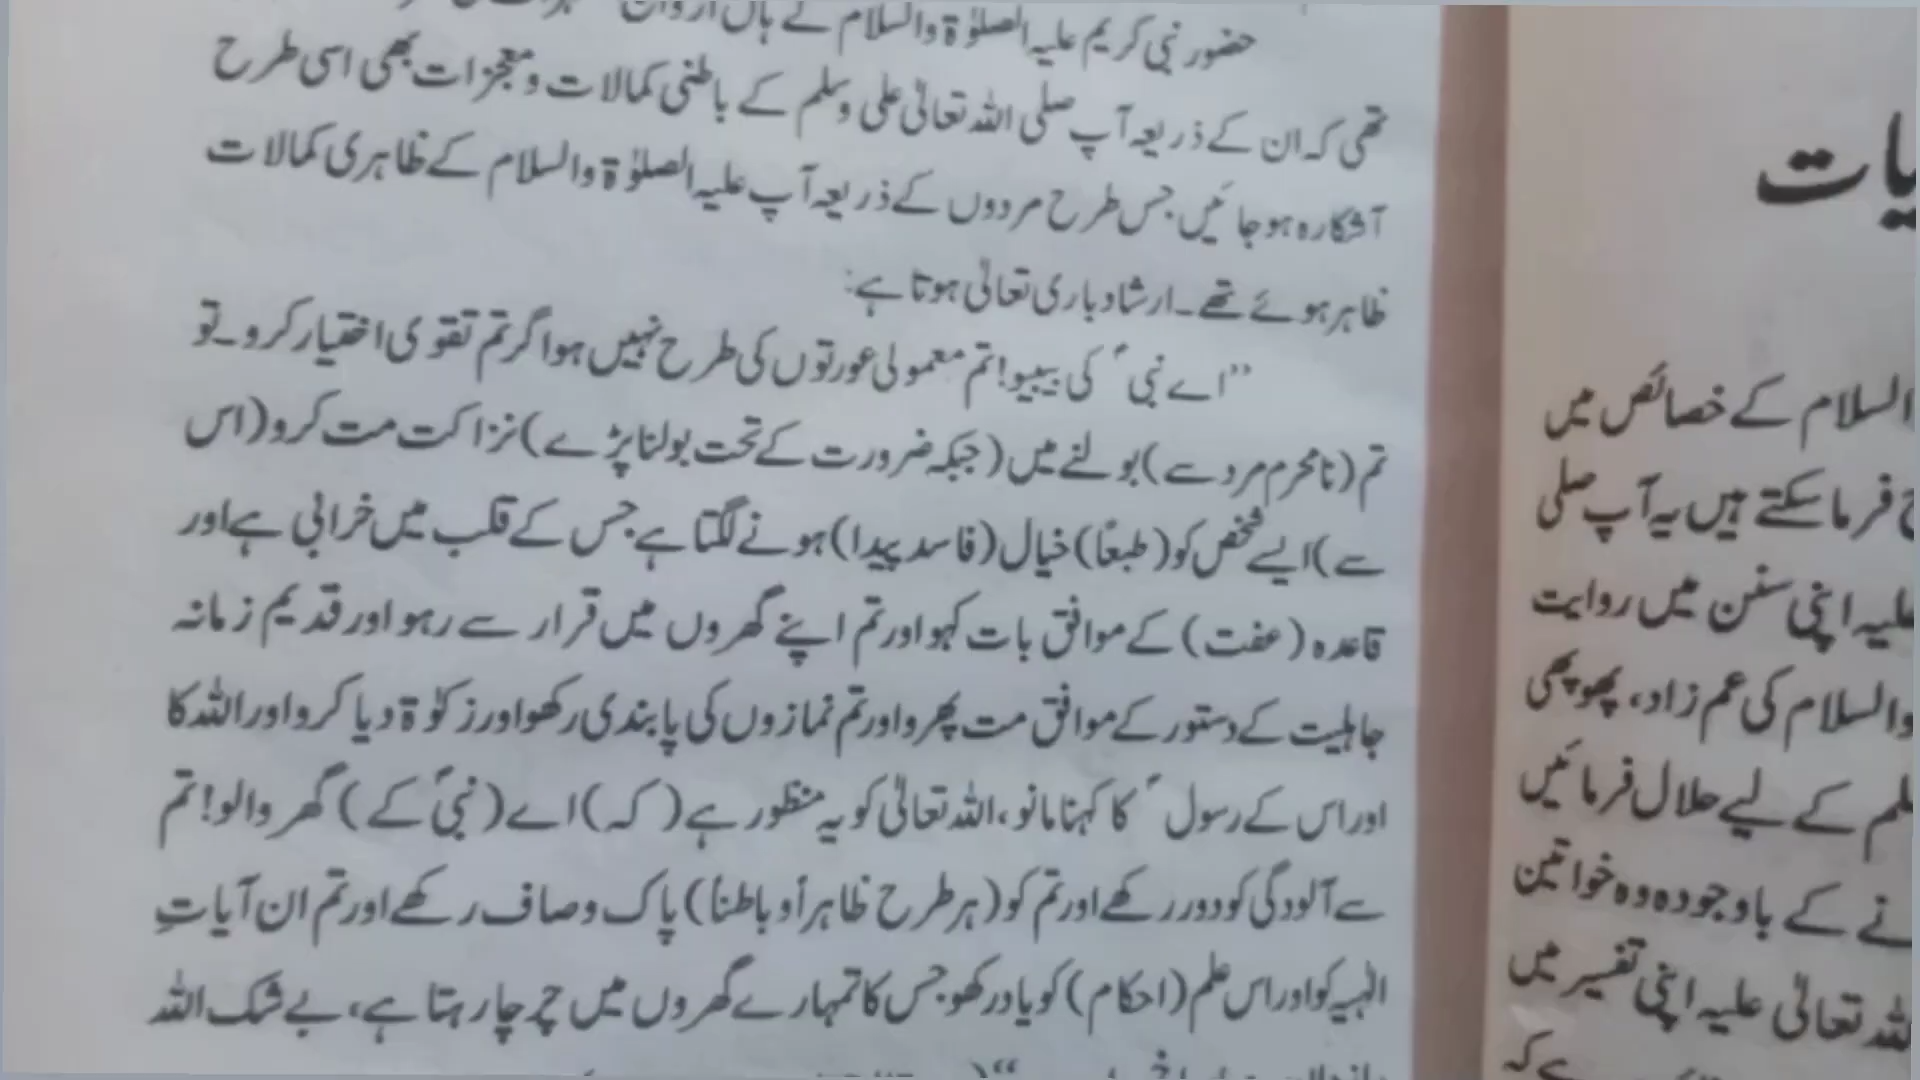 حضور نبی کریم علیہ الصلوٰۃ والسلام کے ہاں ازواج
تھی کہ ان کے ذریعہ آپ صلی اللہ تعالیٰ علی وسلم کے باطنی کمالات و معجزات بھی اسی طرح
آشکارہ ہو جائیں جس طرح مردوں کے ذریعہ آپ علیہ الصلوٰۃ والسلام کے ظاہری کمالات
ظاہر ہوئے تھے۔ ارشاد باری تعالیٰ ہوتا ہے:
”اے نبیؐ کی بیبیو! تم معمولی عورتوں کی طرح نہیں ہو اگر تم تقویٰ اختیار کرو۔ تو
تم (نامحرم مرد سے) بولنے میں (جبکہ ضرورت کے تحت بولنا پڑے) نزاکت مت کرو (اس
سے) ایسے شخص کو (طبعاً) خیال (فاسد پیدا) ہونے لگتا ہے جس کے قلب میں خرابی ہے اور
قاعدہ (عفت) کے موافق بات کہو اور تم اپنے گھروں میں قرار سے رہو اور قدیم زمانہ
جاہلیت کے دستور کے موافق مت پھرو اور تم نمازوں کی پابندی رکھو اور زکوٰۃ دیا کرو اور اللہ کا
اور اس کے رسولؐ کا کہنا مانو، اللہ تعالیٰ کو یہ منظور ہے (کہ) اے (نبیؐ کے) گھر والو! تم
سے آلودگی کو دور رکھے اور تم کو (ہر طرح ظاہراً و باطناً) پاک و صاف رکھے اور تم ان آیاتِ
الٰہیہ کو اور اس علم (احکام) کو یاد رکھو جس کا تمہارے گھروں میں چرچا رہتا ہے، بے شک اللہ
یات
السلام کے خصائص میں
فرما سکتے ہیں یہ آپ صلی
علیہ اپنی سنن میں روایت
والسلام کی عم زاد، پھوپھی
لم کے لیے حلال فرمائیں
نے کے باوجود وہ خواتین
اللہ تعالیٰ علیہ اپنی تفسیر میں
ہے کہ